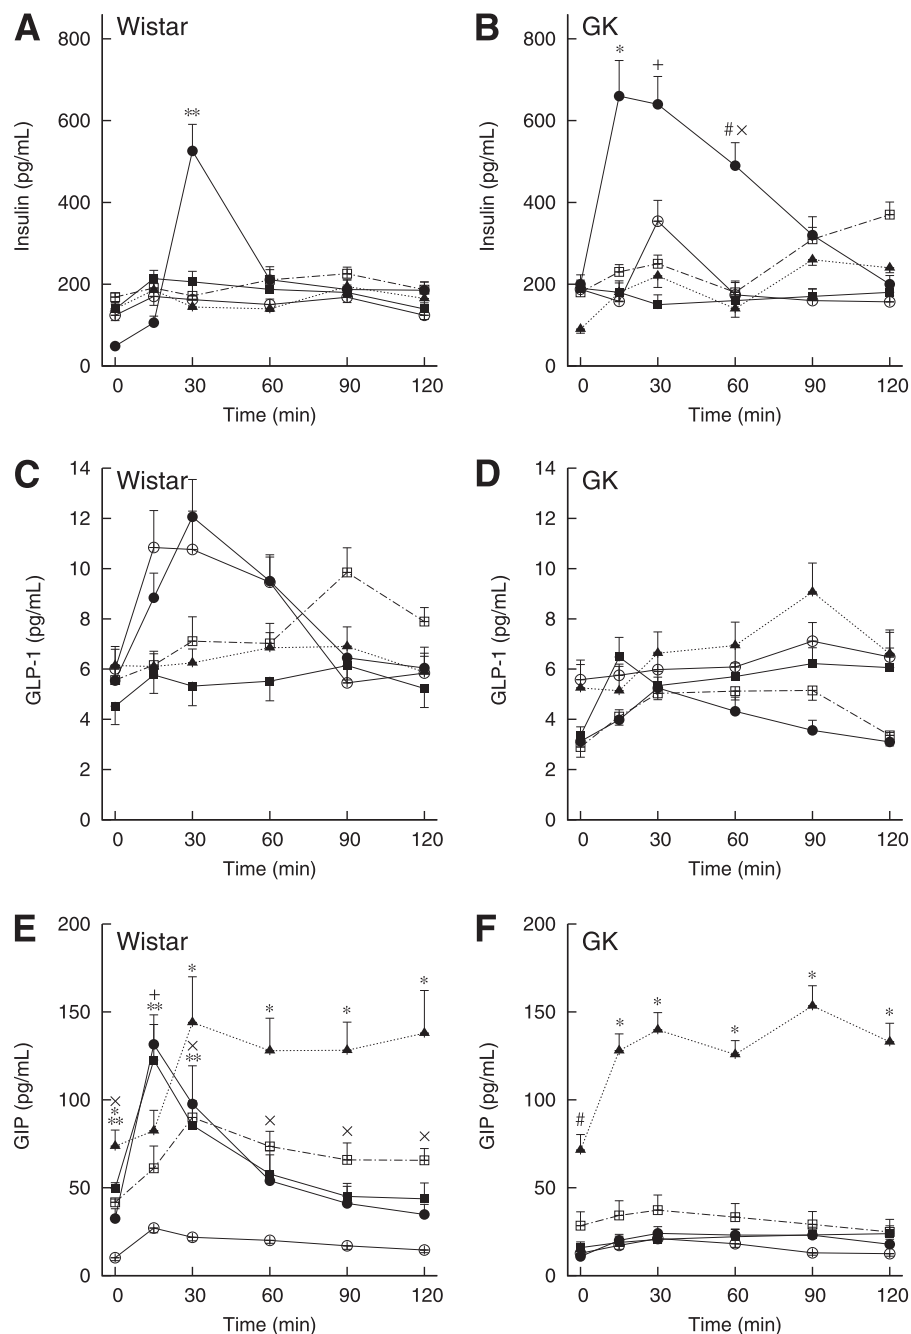 A Wistar
Insulin (pg/mL)
800
600
400
200
0
**
0 30 60 90 120
Time (min)
B GK
Insulin (pg/mL)
800
600
400
200
0
*
+
# ×
0 30 60 90 120
Time (min)
C Wistar
GLP-1 (pg/mL)
14
12
10
8
6
4
2
0
0 30 60 90 120
Time (min)
D GK
GLP-1 (pg/mL)
14
12
10
8
6
4
2
0
0 30 60 90 120
Time (min)
E Wistar
GIP (pg/mL)
200
150
100
50
0
×
*
**
+
**
*
×
**
* * *
× × ×
0 30 60 90 120
Time (min)
F GK
GIP (pg/mL)
200
150
100
50
0
#
* * * * *
0 30 60 90 120
Time (min)